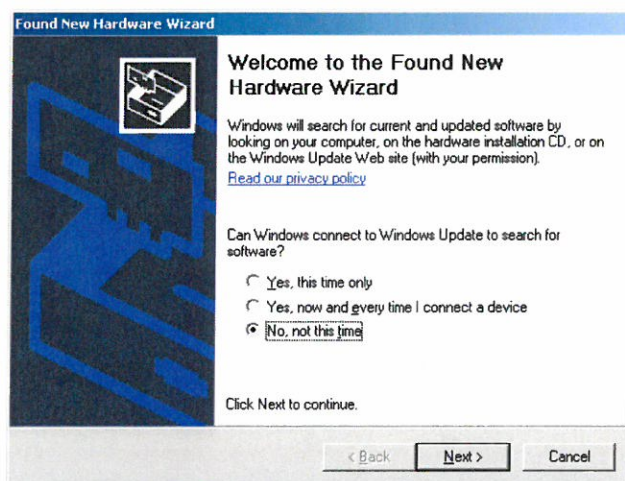 Found New Hardware Wizard
Welcome to the Found New
Hardware Wizard
Windows will search for current and updated software by
looking on your computer, on the hardware installation CD, or on
the Windows Update Web site (with your permission).
Read our privacy policy
Can Windows connect to Windows Update to search for
software?
Yes, this time only
Yes, now and every time I connect a device
No, not this time
Click Next to continue.
< Back
Next >
Cancel